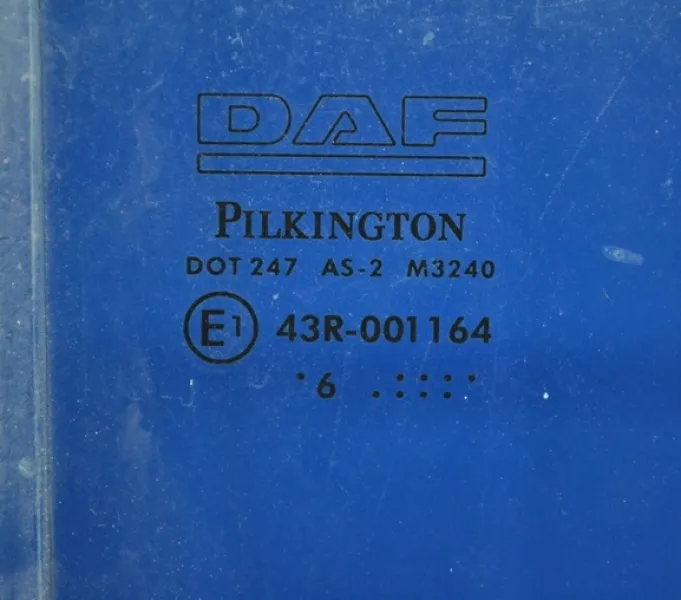 DAF
PILKINGTON
DOT 247 AS-2 M3240
E1 43R-001164
·6 .:::·